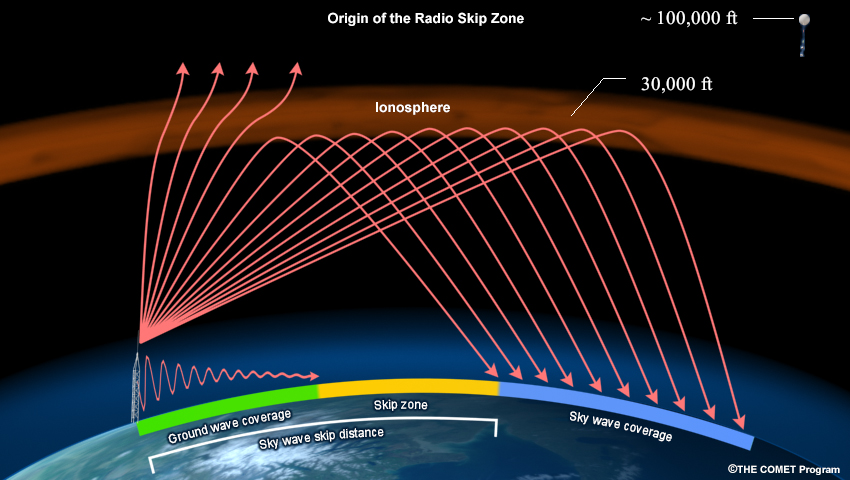 Origin of the Radio Skip Zone
~ 100,000 ft
30,000 ft
Ionosphere
Ground wave coverage
Skip zone
Sky wave coverage
Sky wave skip distance
©THE COMET Program